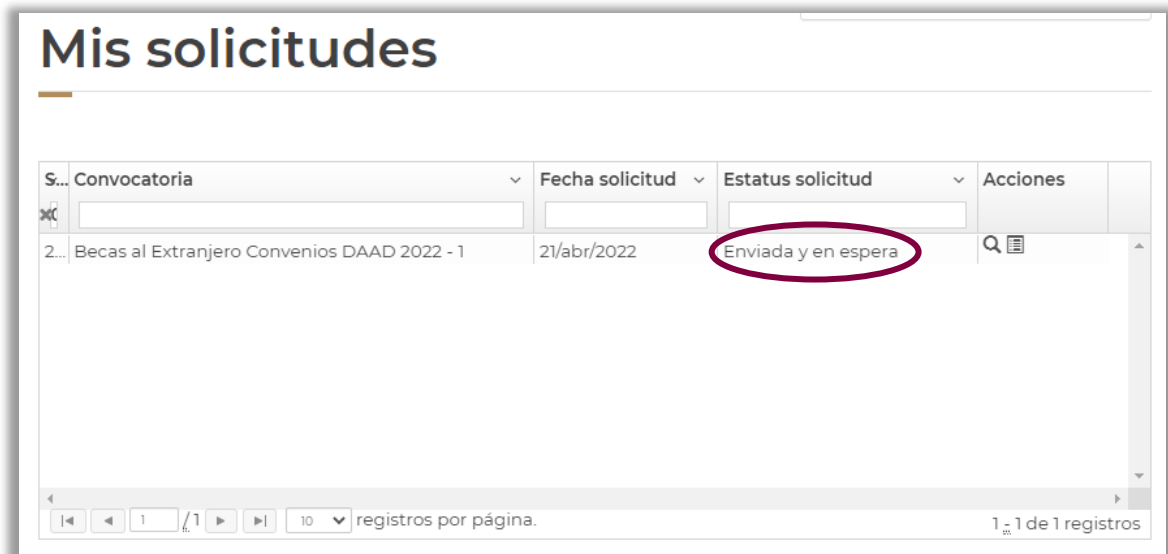 Mis solicitudes
S... Convocatoria Fecha solicitud Estatus solicitud Acciones
2... Becas al Extranjero Convenios DAAD 2022 - 1 21/abr/2022 Enviada y en espera
1 / 1 10 registros por página. 1 - 1 de 1 registros